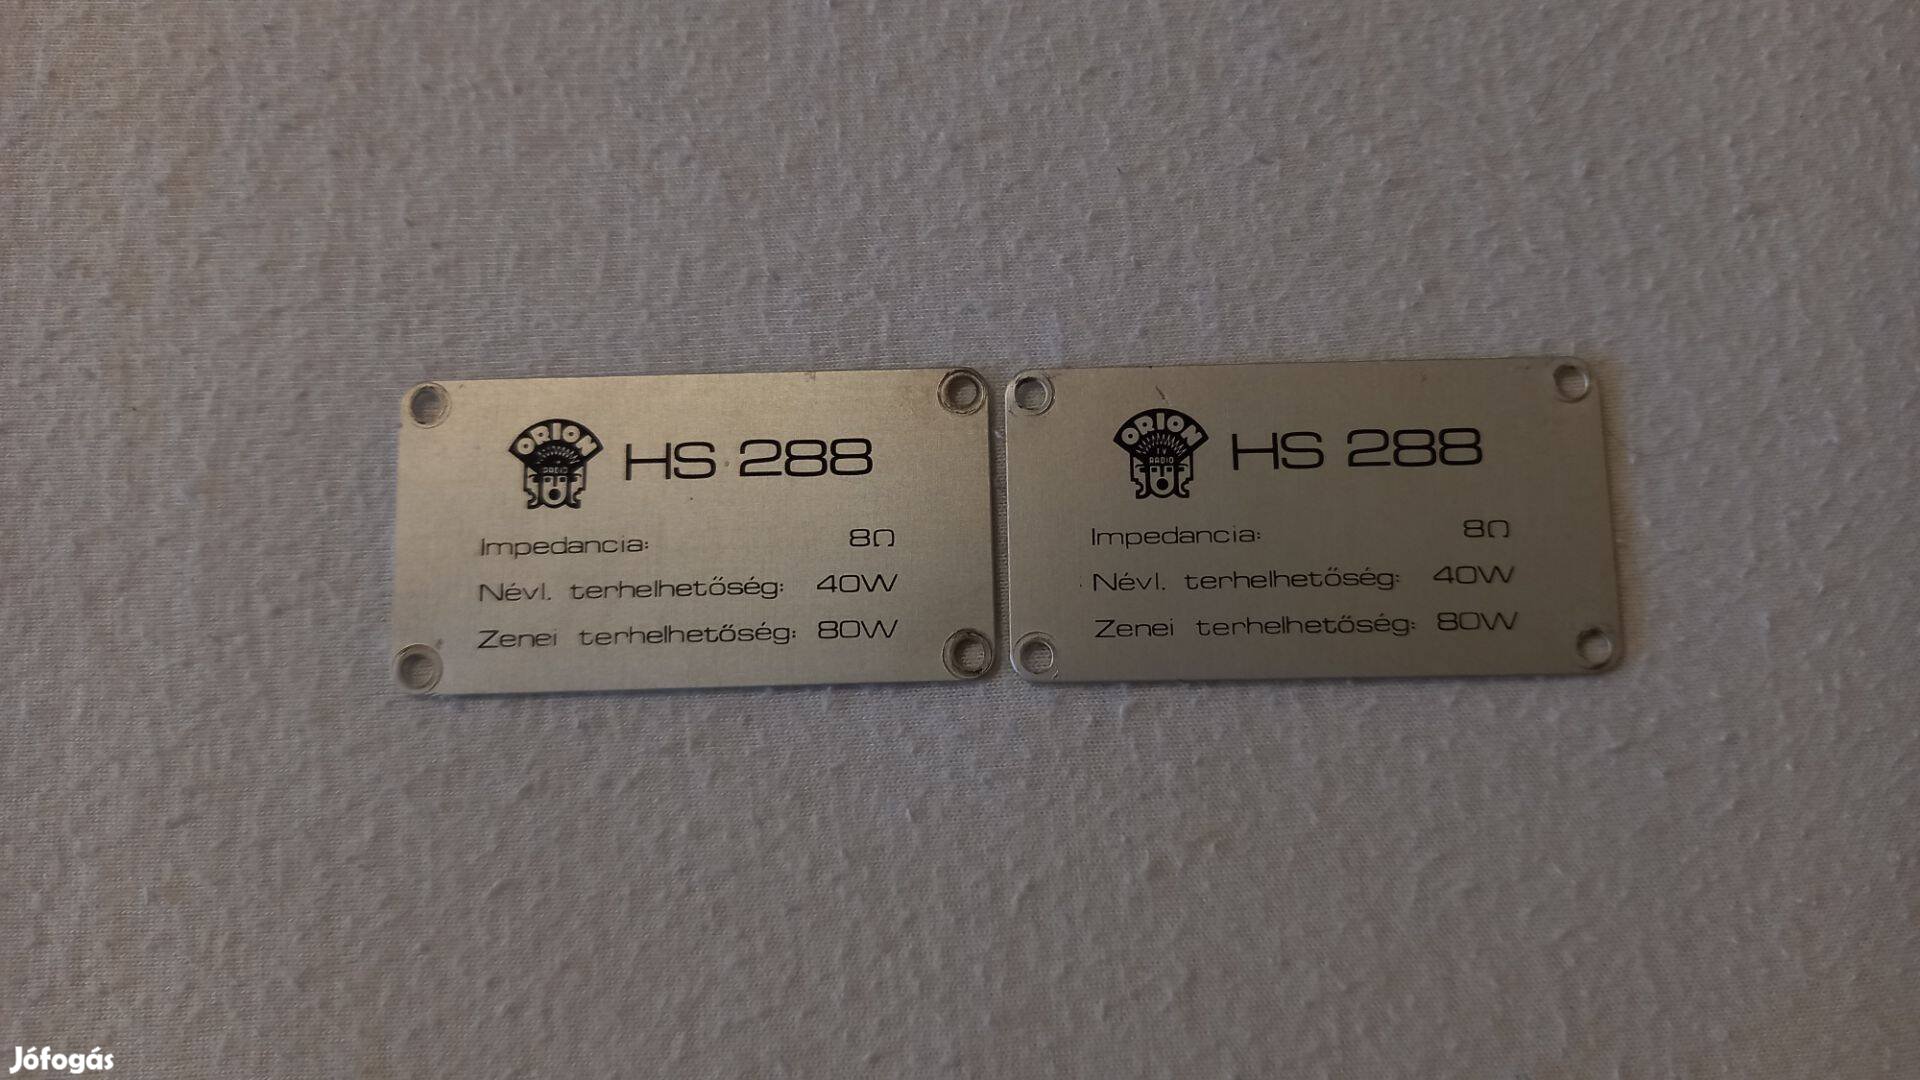 ORION
RADIO
HS 288
Impedancia: 8Ω
Névl. terhelhetőség: 40W
Zenei terhelhetőség: 80W
ORION
TV
RADIO
HS 288
Impedancia: 8Ω
Névl. terhelhetőség: 40W
Zenei terhelhetőség: 80W
Jófogás